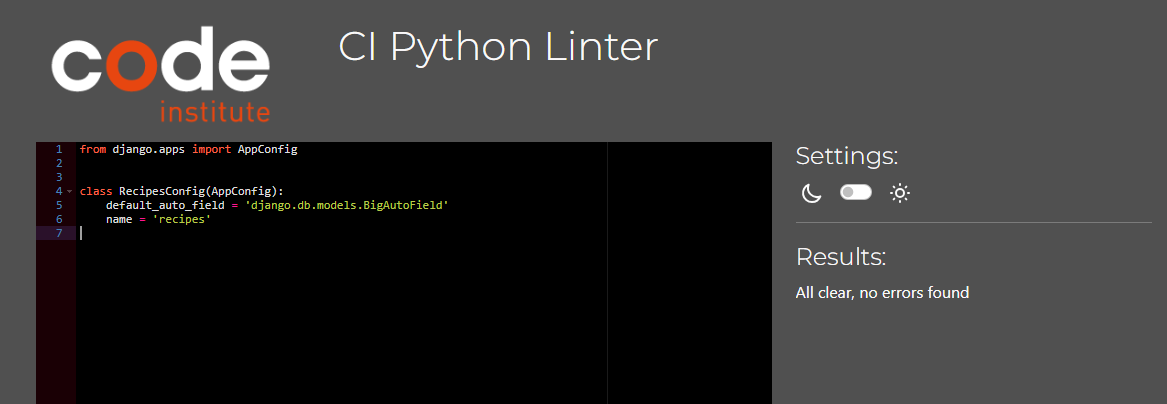 code
institute
CI Python Linter
1 from django.apps import AppConfig
2
3
4 class RecipesConfig(AppConfig):
5     default_auto_field = 'django.db.models.BigAutoField'
6     name = 'recipes'
7
Settings:
Results:
All clear, no errors found